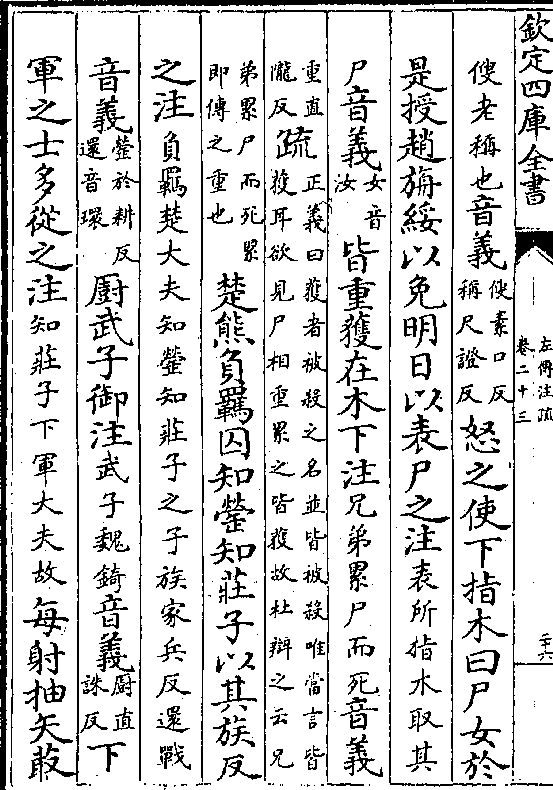 欽定四庫全書
左傳注疏
卷二十三
二十六
傁老稱也音義傁素口反稱尺證反怒之使下指木曰尸女於
是授趙旃綏以免明日以表尸之注表所指木取其
尸音義女音汝皆重獲在木下注兄弟累尸而死音義
重直隴反疏正義曰獲者被殺之名並皆被殺唯當言皆獲耳欲見尸相重累之皆獲故杜辯之云兄
弟累尸而死累即傳之重也楚熊負羈囚知罃知莊子以其族反
之注負羈楚大夫知罃知莊子之子族家兵反還戰
音義罃於耕反還音環廚武子御注武子魏錡音義廚直誅反下
軍之士多從之注知莊子下軍大夫故每射抽矢菆